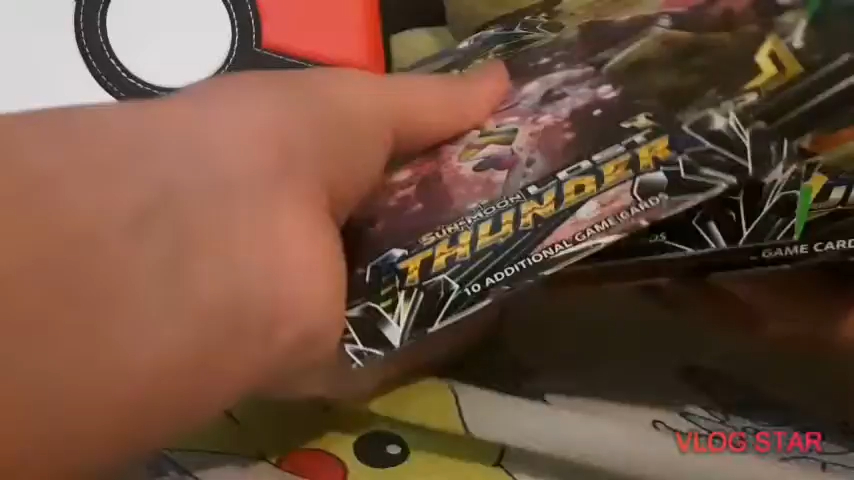 SUN & MOON LOST
THUNDER
10 ADDITIONAL GAME CARDS
GAME CARD
VLOG STAR